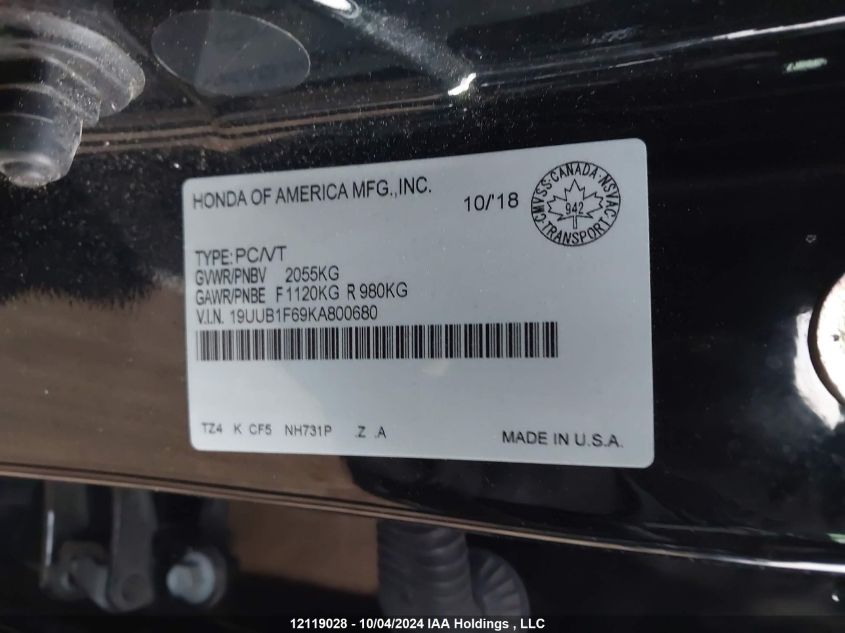 HONDA OF AMERICA MFG.,INC.
10/'18
CMVSS·CANADA·NSVAC
942
TRANSPORT
TYPE: PC/VT
GVWR/PNBV 2055KG
GAWR/PNBE F 1120KG R 980KG
V.I.N. 19UUB1F69KA800680
TZ4 K CF5 NH731P .Z .A
MADE IN U.S.A.
12119028 - 10/04/2024 IAA Holdings , LLC